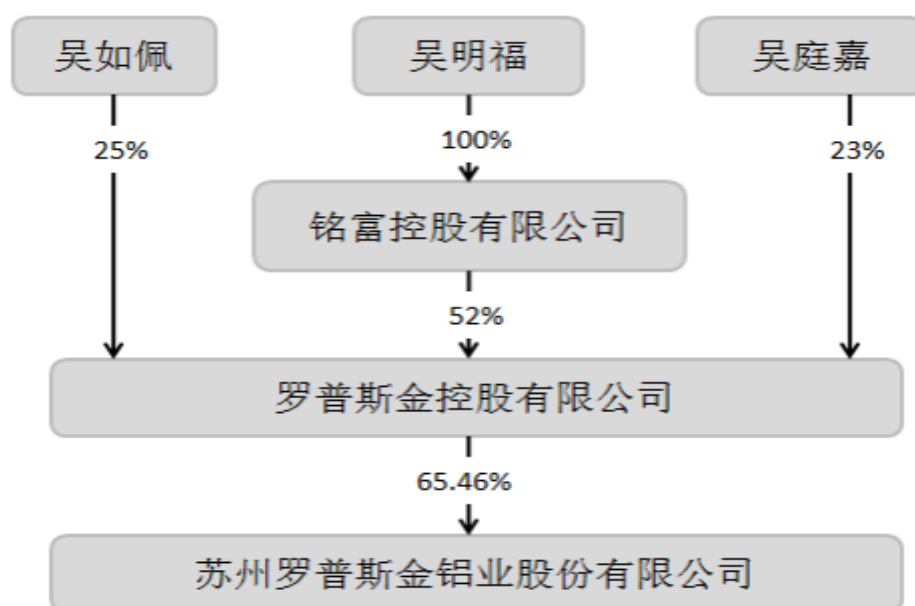 吴如佩
吴明福
吴庭嘉
25%
100%
23%
铭富控股有限公司
52%
罗普斯金控股有限公司
65.46%
苏州罗普斯金铝业股份有限公司